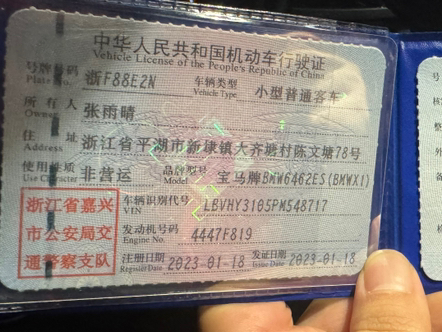 中华人民共和国机动车行驶证
Vehicle License of the People's Republic of China
号牌号码 浙F88E2N 车辆类型 小型普通客车
Plate No. Vehicle Type
所有人 张雨晴
Owner
住址 浙江省平湖市新埭镇大齐塘村陈文塘78号
Address
使用性质 非营运 品牌型号 宝马牌BMW6462ES(BMWX1)
Use Character Model
浙江省嘉兴
市公安局交
通警察支队
车辆识别代号 LBVHY3105PM548717
VIN
发动机号码 4447F819
Engine No.
注册日期 2023-01-18 发证日期 2023-01-18
Register Date Issue Date